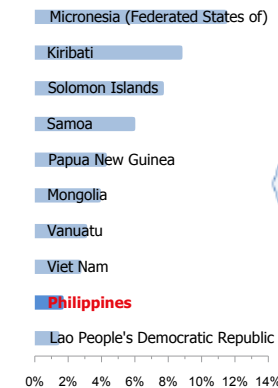 Micronesia (Federated States of)
Kiribati
Solomon Islands
Samoa
Papua New Guinea
Mongolia
Vanuatu
Viet Nam
Philippines
Lao People's Democratic Republic
0% 2% 4% 6% 8% 10% 12% 14%